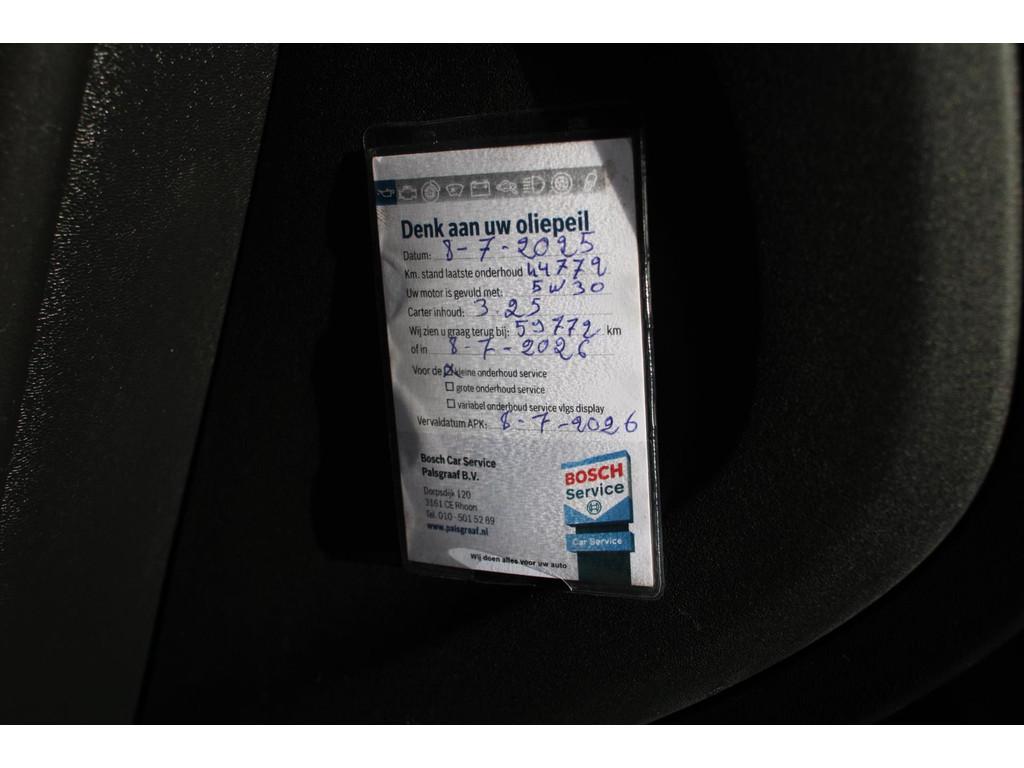 Denk aan uw oliepeil
Datum: 8-7-2025
Km. stand laatste onderhoud 44772
Uw motor is gevuld met: 5W30
Carter inhoud: 3.25
Wij zien u graag terug bij: 59772 km
of in 8-7-2026
Voor de kleine onderhoud service
grote onderhoud service
variabel onderhoud service vlgs display
Vervaldatum APK: 8-7-2026
Bosch Car Service
Palsgraaf B.V.
Dorpsdijk 120
3161 CE Rhoon
Tel. 010 - 501 52 69
www.palsgraaf.nl
BOSCH
Service
Car Service
Wij doen alles voor uw auto